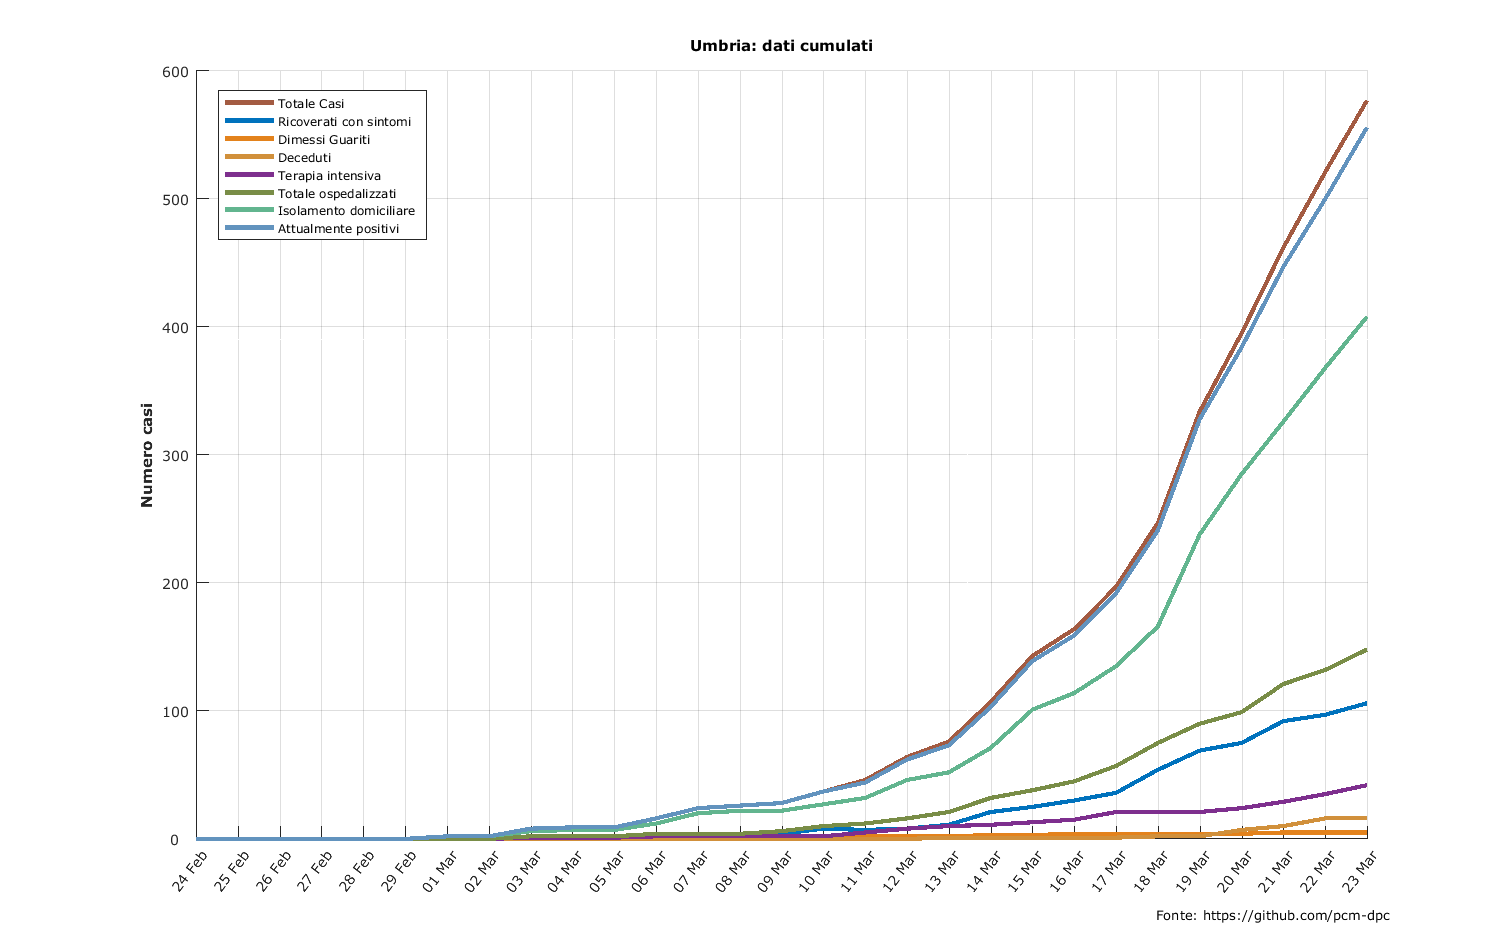 Umbria: dati cumulati
600
500
400
300
200
100
0
Numero casi
Totale Casi
Ricoverati con sintomi
Dimessi Guariti
Deceduti
Terapia intensiva
Totale ospedalizzati
Isolamento domiciliare
Attualmente positivi
24 Feb
25 Feb
26 Feb
27 Feb
28 Feb
29 Feb
01 Mar
02 Mar
03 Mar
04 Mar
05 Mar
06 Mar
07 Mar
08 Mar
09 Mar
10 Mar
11 Mar
12 Mar
13 Mar
14 Mar
15 Mar
16 Mar
17 Mar
18 Mar
19 Mar
20 Mar
21 Mar
22 Mar
23 Mar
Fonte: https://github.com/pcm-dpc